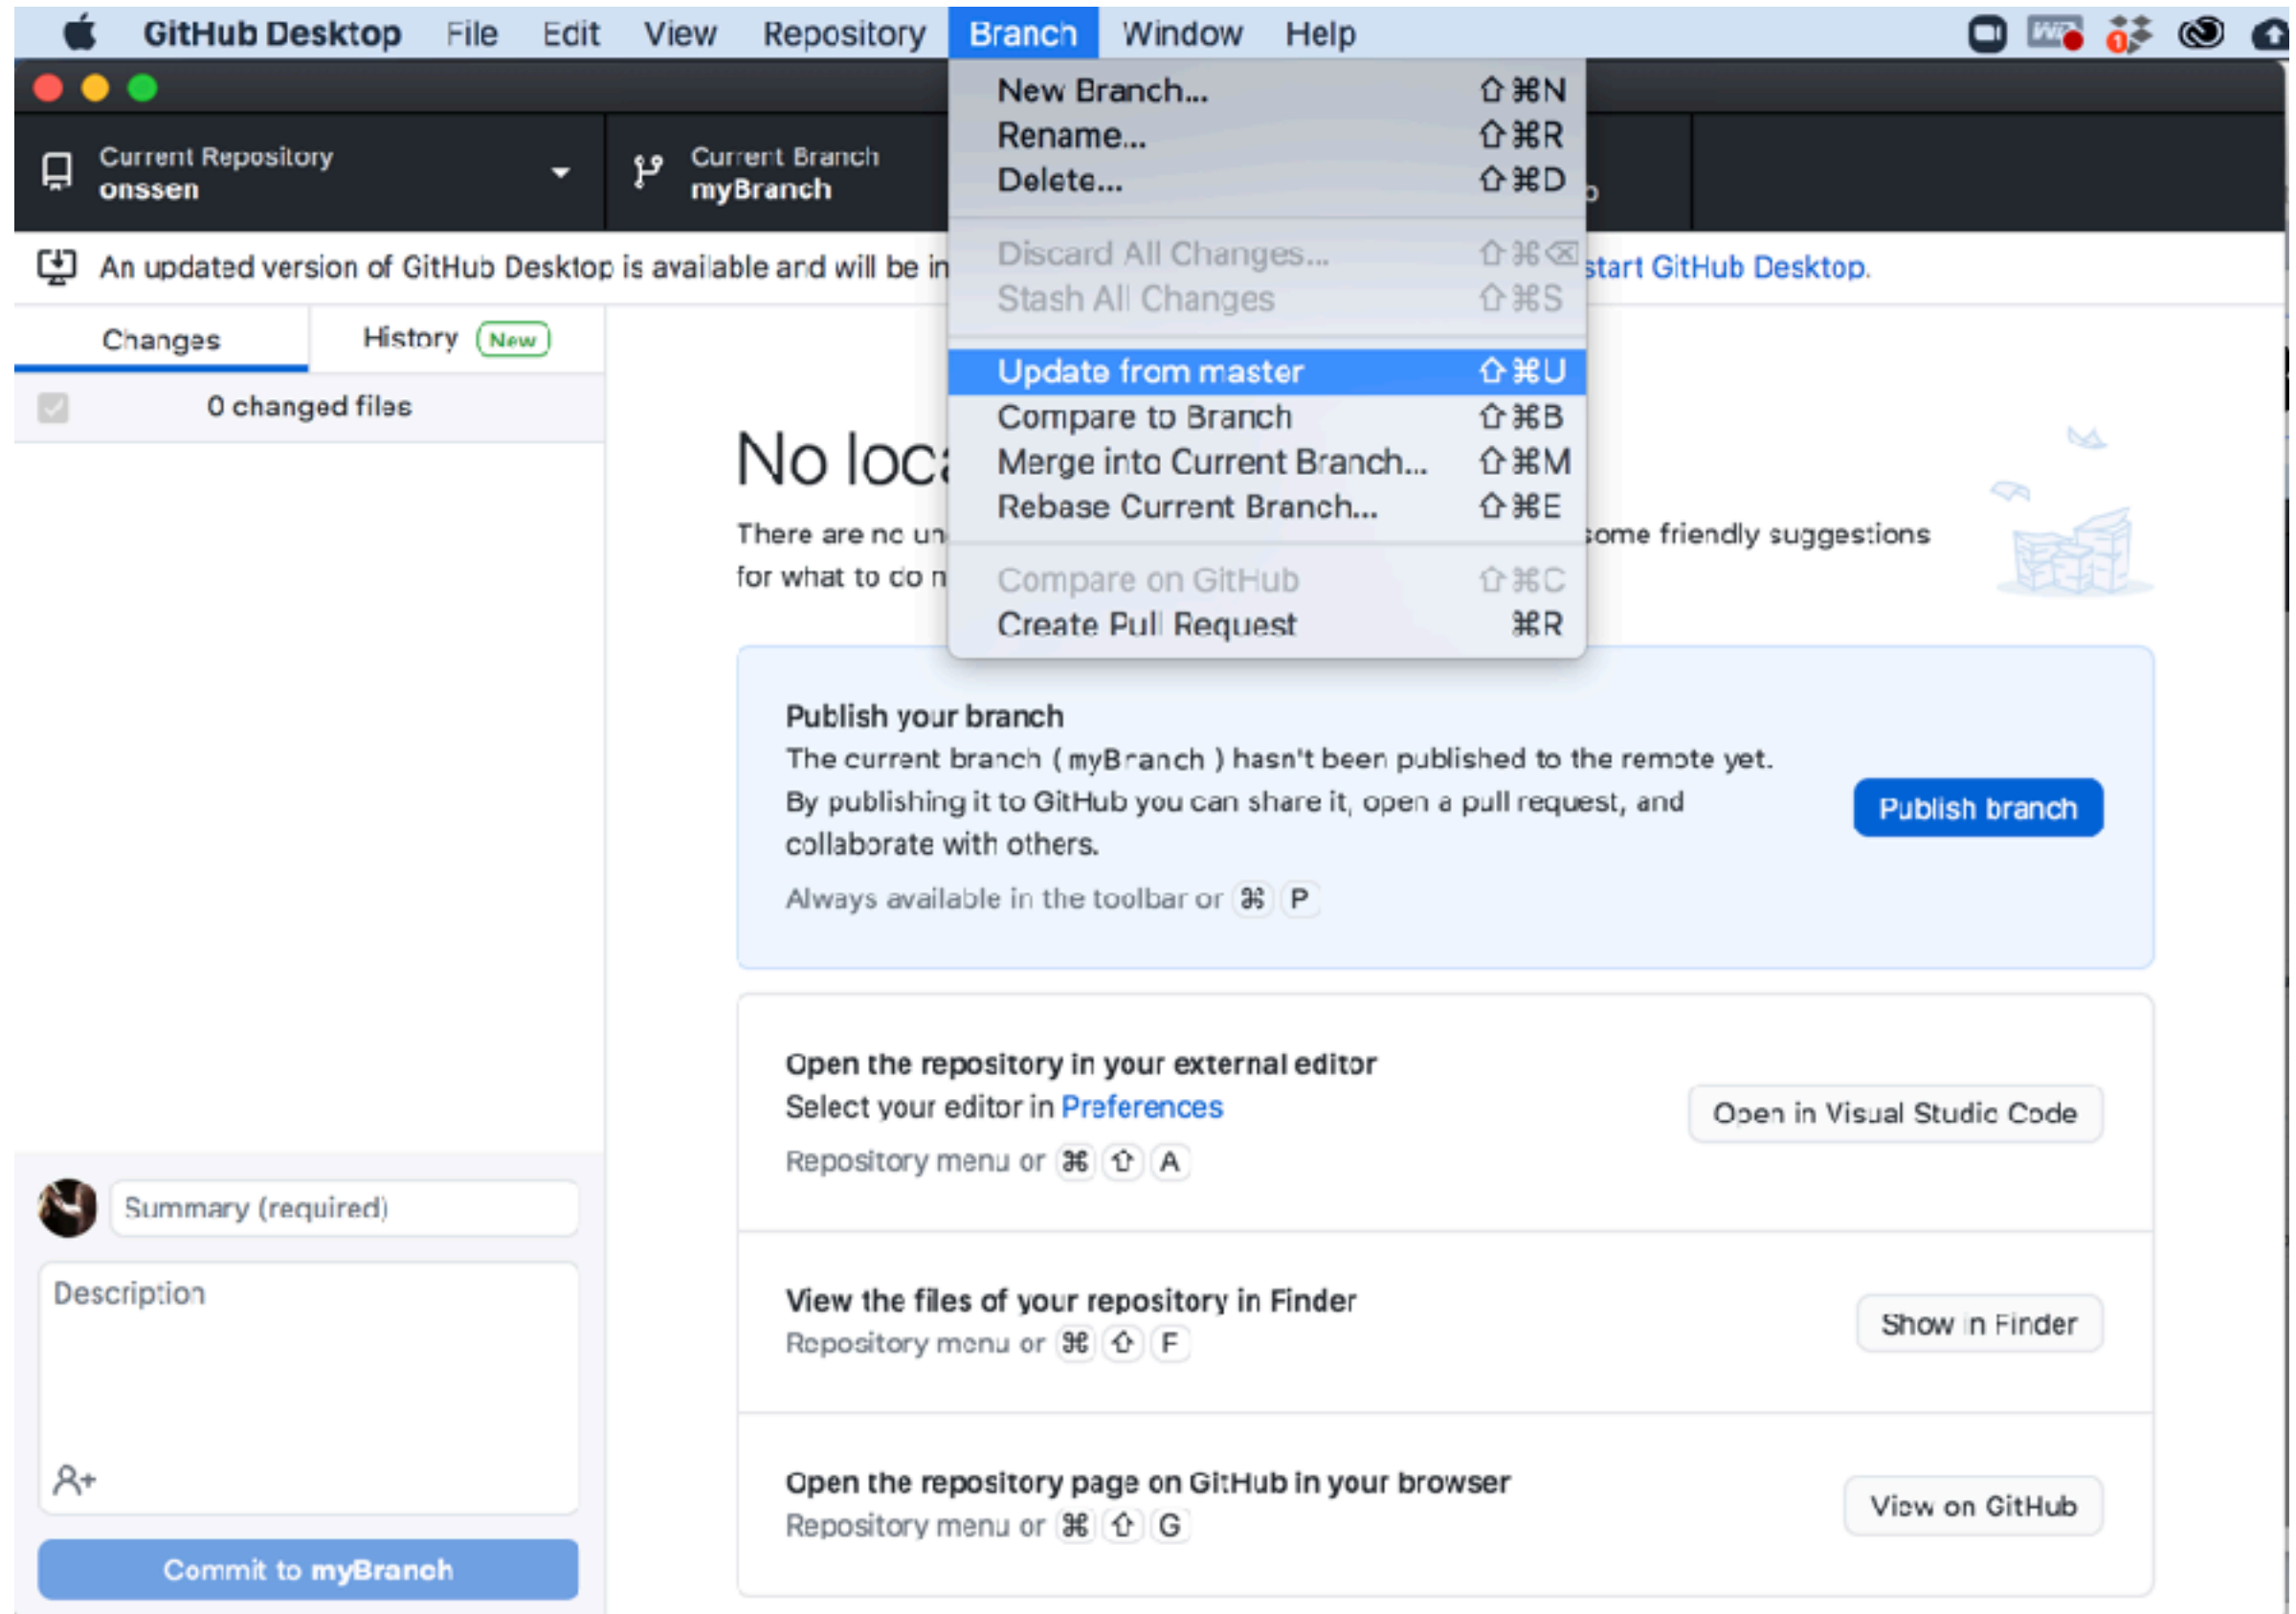 GitHub Desktop File Edit View Repository Branch Window Help
1
New Branch... ⇧⌘N
Rename... ⇧⌘R
Delete... ⇧⌘D
Discard All Changes... ⇧⌘⌫
Stash All Changes ⇧⌘S
Update from master ⇧⌘U
Compare to Branch ⇧⌘B
Merge into Current Branch... ⇧⌘M
Rebase Current Branch... ⇧⌘E
Compare on GitHub ⇧⌘C
Create Pull Request ⌘R
Current Repository
onssen
Current Branch
myBranch
An updated version of GitHub Desktop is available and will be in
start GitHub Desktop.
Changes
History New
0 changed files
No loca
There are no un
some friendly suggestions
for what to do n
Publish your branch
The current branch (myBranch) hasn't been published to the remote yet.
By publishing it to GitHub you can share it, open a pull request, and
collaborate with others.
Always available in the toolbar or ⌘ P
Publish branch
Open the repository in your external editor
Select your editor in Preferences
Repository menu or ⌘ ⇧ A
Open in Visual Studio Code
View the files of your repository in Finder
Repository menu or ⌘ ⇧ F
Show in Finder
Open the repository page on GitHub in your browser
Repository menu or ⌘ ⇧ G
View on GitHub
Summary (required)
Description
Commit to myBranch